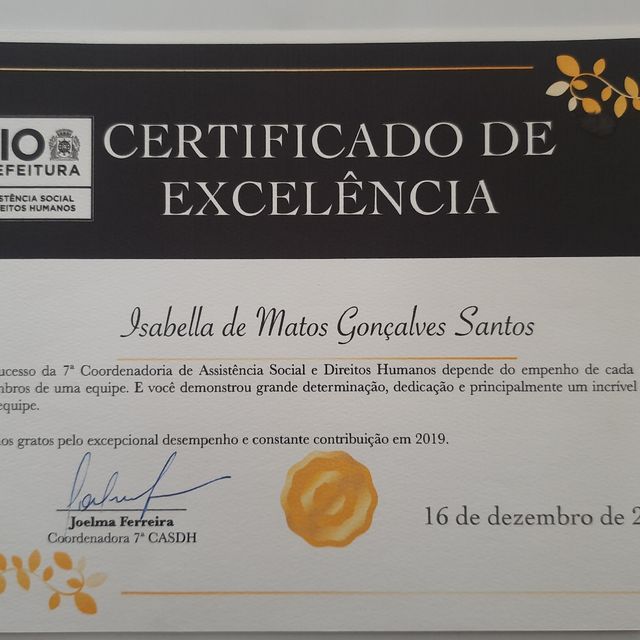 IO
EFEITURA
STÊNCIA SOCIAL
EITOS HUMANOS
CERTIFICADO DE
EXCELÊNCIA
Isabella de Matos Gonçalves Santos
ucesso da 7ª Coordenadoria de Assistência Social e Direitos Humanos depende do empenho de cada
nbros de uma equipe. E você demonstrou grande determinação, dedicação e principalmente um incrível
equipe.
os gratos pelo excepcional desempenho e constante contribuição em 2019.
Joelma Ferreira
Coordenadora 7ª CASDH
16 de dezembro de 2